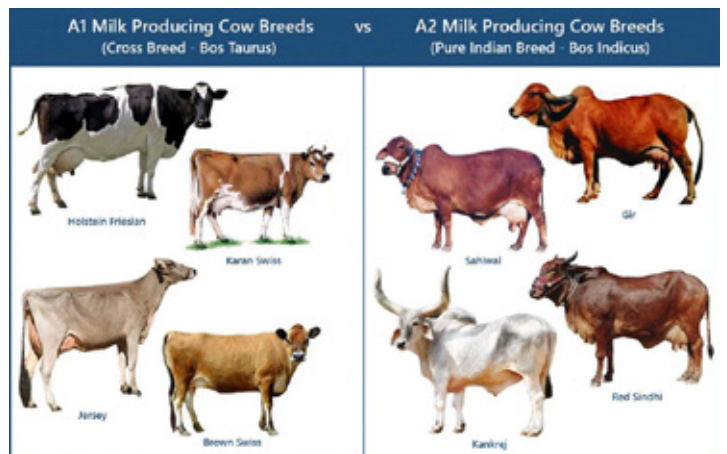 A1 Milk Producing Cow Breeds
(Cross Breed - Bos Taurus)
vs
A2 Milk Producing Cow Breeds
(Pure Indian Breed - Bos Indicus)
Holstein Friesian
Karan Swiss
Jersey
Brown Swiss
Gir
Sahiwal
Red Sindhi
Kankrej